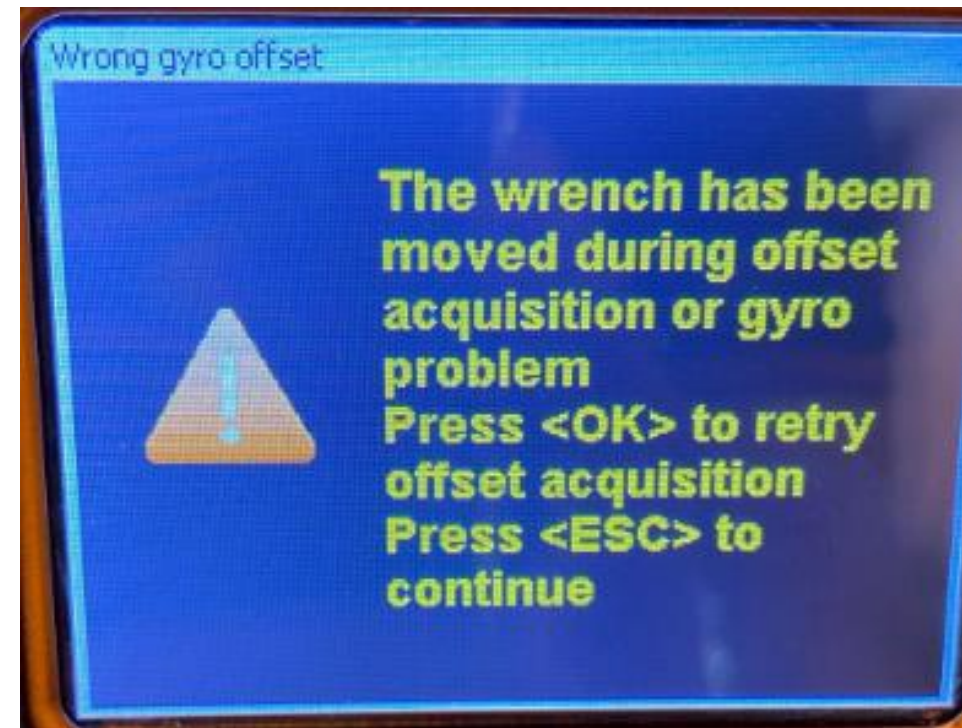 Wrong gyro offset
The wrench has been
moved during offset
acquisition or gyro
problem
Press <OK> to retry
offset acquisition
Press <ESC> to
continue